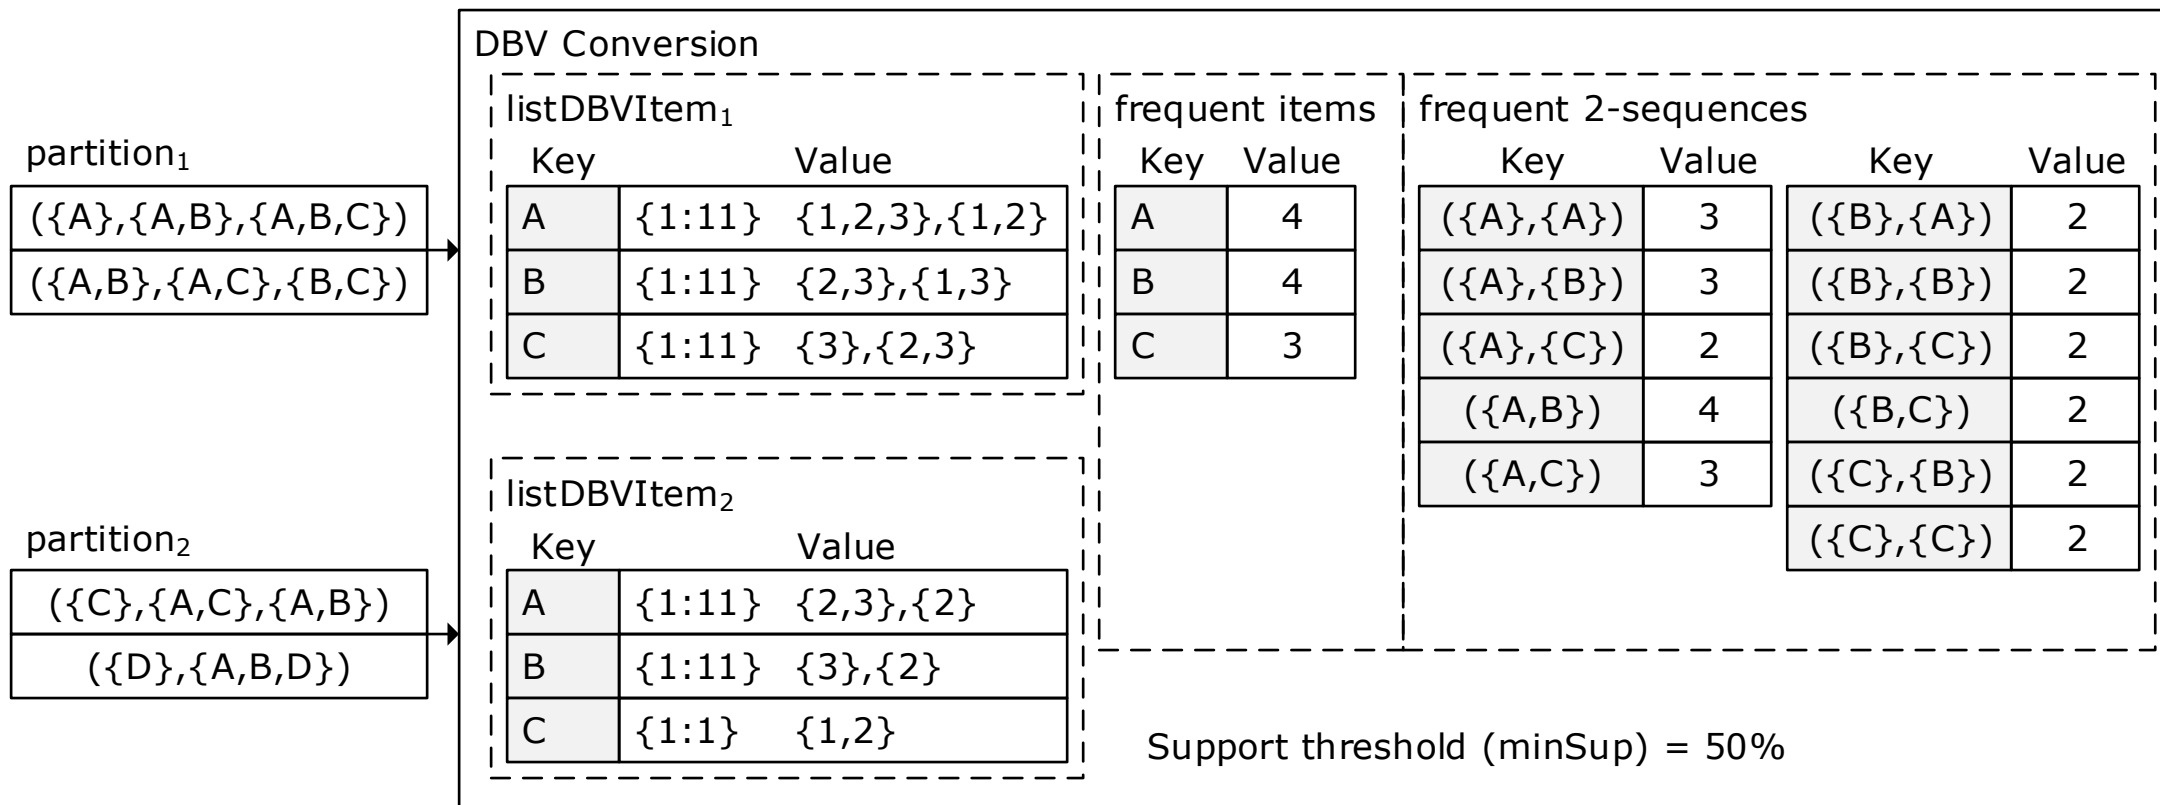 DBV Conversion
partition₁
({A},{A,B},{A,B,C})
({A,B},{A,C},{B,C})
partition₂
({C},{A,C},{A,B})
({D},{A,B,D})
listDBVItem₁
Key Value
A {1:11} {1,2,3},{1,2}
B {1:11} {2,3},{1,3}
C {1:11} {3},{2,3}
listDBVItem₂
Key Value
A {1:11} {2,3},{2}
B {1:11} {3},{2}
C {1:1} {1,2}
frequent items
Key Value
A 4
B 4
C 3
frequent 2-sequences
Key Value Key Value
({A},{A}) 3 ({B},{A}) 2
({A},{B}) 3 ({B},{B}) 2
({A},{C}) 2 ({B},{C}) 2
({A,B}) 4 ({B,C}) 2
({A,C}) 3 ({C},{B}) 2
({C},{C}) 2
Support threshold (minSup) = 50%